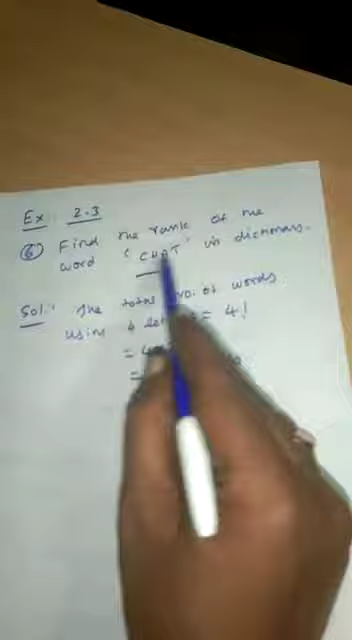 Ex 2.3
6 Find the rank of the
word 'CHAT' in dictionary.
Sol: The total no. of words
using 4 = 4!
= 4
=